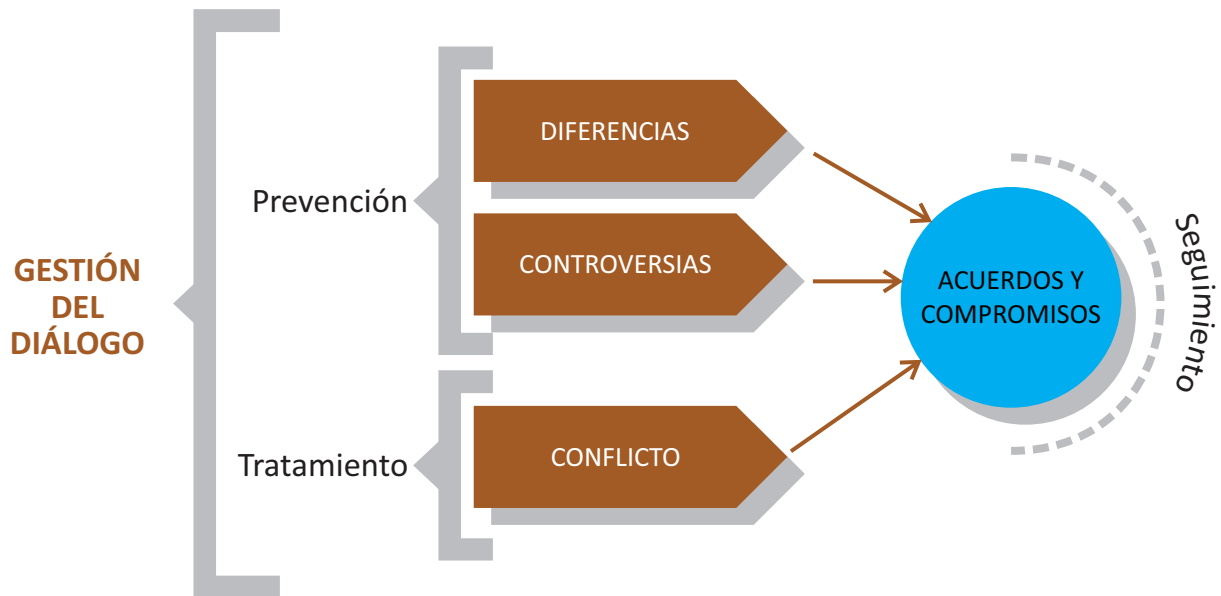 GESTIÓN
DEL
DIÁLOGO
Prevención
DIFERENCIAS
CONTROVERSIAS
Tratamiento
CONFLICTO
ACUERDOS Y
COMPROMISOS
Seguimiento